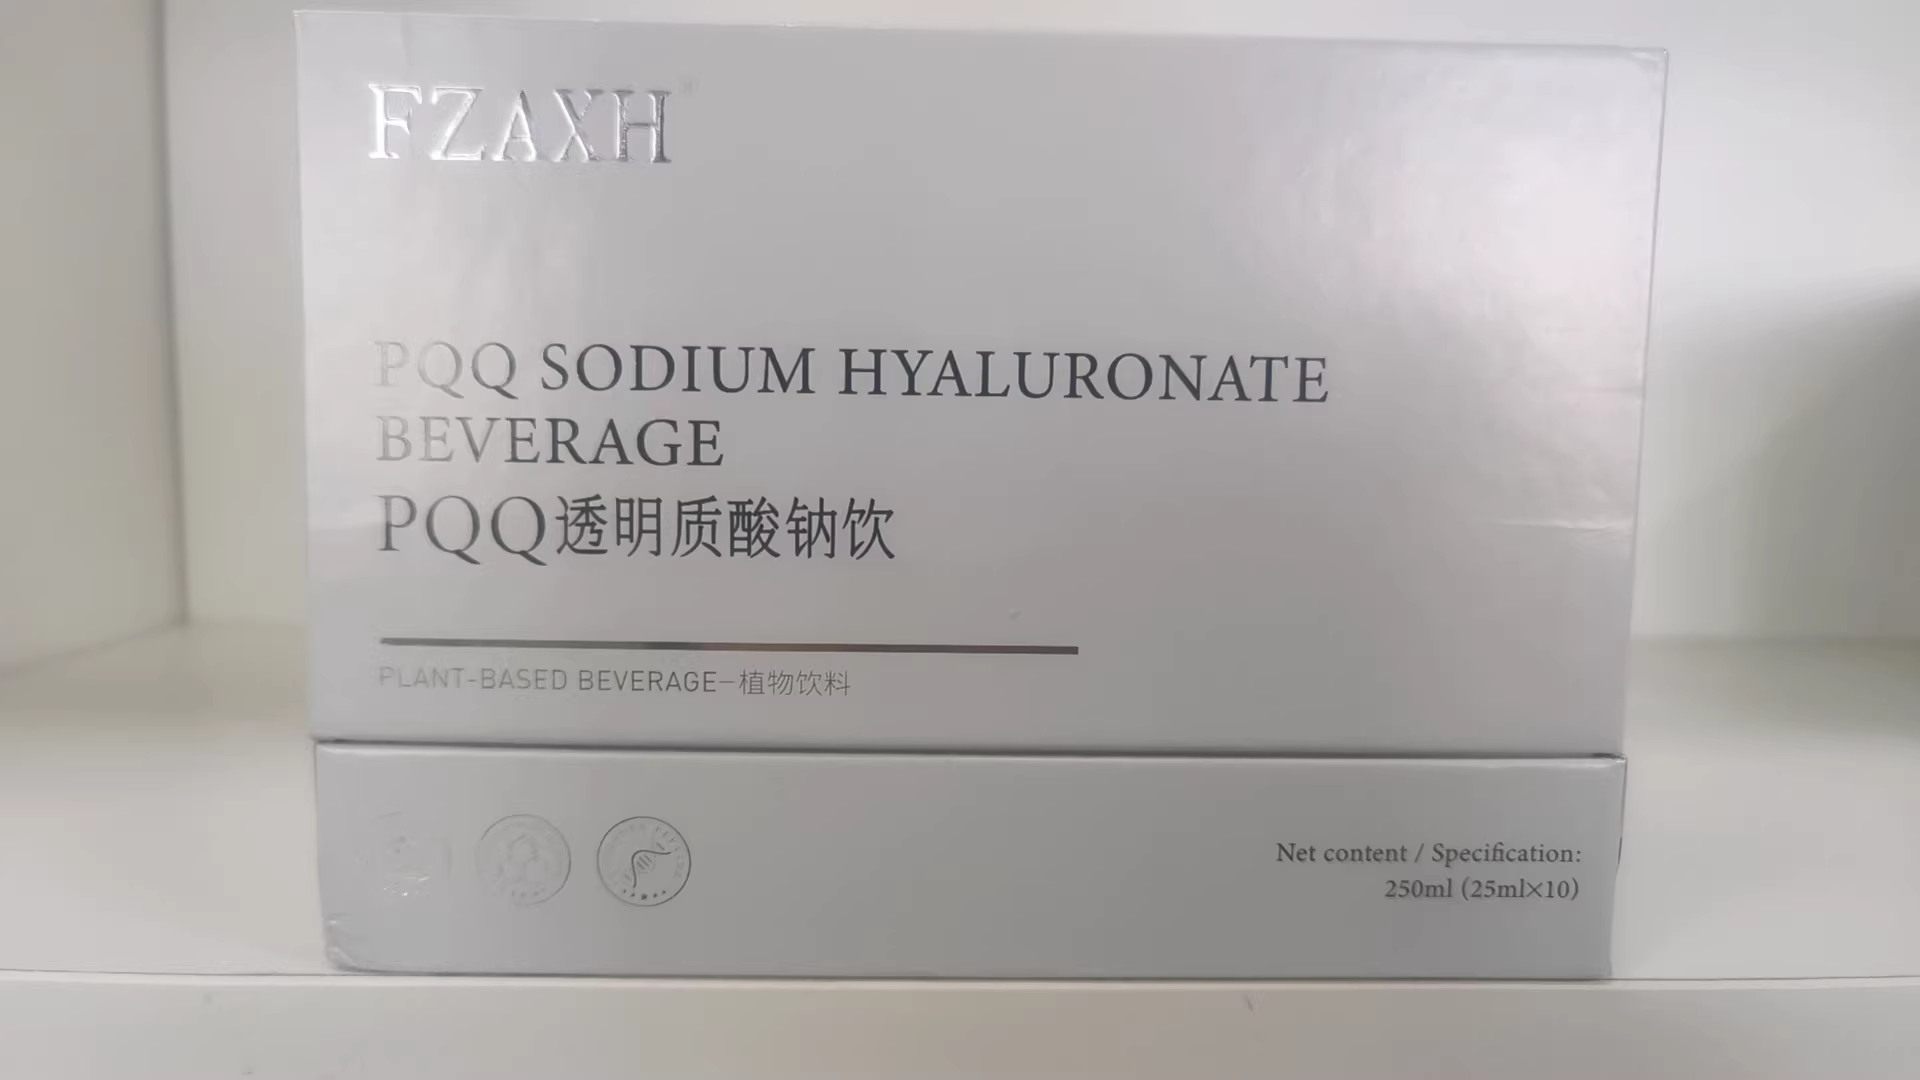 FZAXH
PQQ SODIUM HYALURONATE
BEVERAGE
PQQ透明质酸钠饮
PLANT-BASED BEVERAGE-植物饮料
Net content / Specification:
250ml (25ml×10)